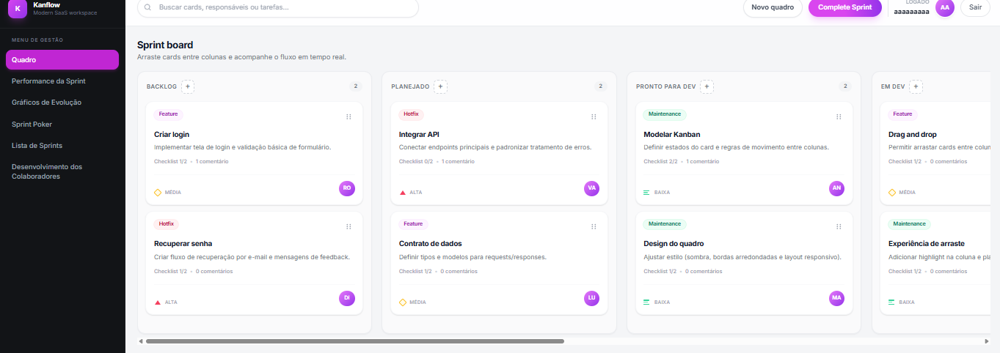 K
Kanflow
Modern SaaS workspace
Buscar cards, responsáveis ou tarefas...
Novo quadro
Complete Sprint
LOGADO
aaaaaaaaa
AA
Sair
MENU DE GESTÃO
Quadro
Performance da Sprint
Gráficos de Evolução
Sprint Poker
Lista de Sprints
Desenvolvimento dos
Colaboradores
Sprint board
Arraste cards entre colunas e acompanhe o fluxo em tempo real.
BACKLOG + 2
Feature
Criar login
Implementar tela de login e validação básica de formulário.
Checklist 1/2 • 1 comentário
MÉDIA RO
Hotfix
Recuperar senha
Criar fluxo de recuperação por e-mail e mensagens de feedback.
Checklist 1/2 • 0 comentários
ALTA DI
PLANEJADO + 2
Hotfix
Integrar API
Conectar endpoints principais e padronizar tratamento de erros.
Checklist 0/2 • 1 comentário
ALTA VA
Feature
Contrato de dados
Definir tipos e modelos para requests/responses.
Checklist 1/2 • 0 comentários
MÉDIA LU
PRONTO PARA DEV + 2
Maintenance
Modelar Kanban
Definir estados do card e regras de movimento entre colunas.
Checklist 2/2 • 1 comentário
BAIXA AN
Maintenance
Design do quadro
Ajustar estilo (sombra, bordas arredondadas e layout responsivo).
Checklist 1/2 • 0 comentários
BAIXA MA
EM DEV +
Feature
Drag and drop
Permitir arrastar cards entre colun
Checklist 1/2 • 0 comentários
MÉDIA
Maintenance
Experiência de arraste
Adicionar highlight na coluna e pla
Checklist 1/2 • 0 comentários
BAIXA